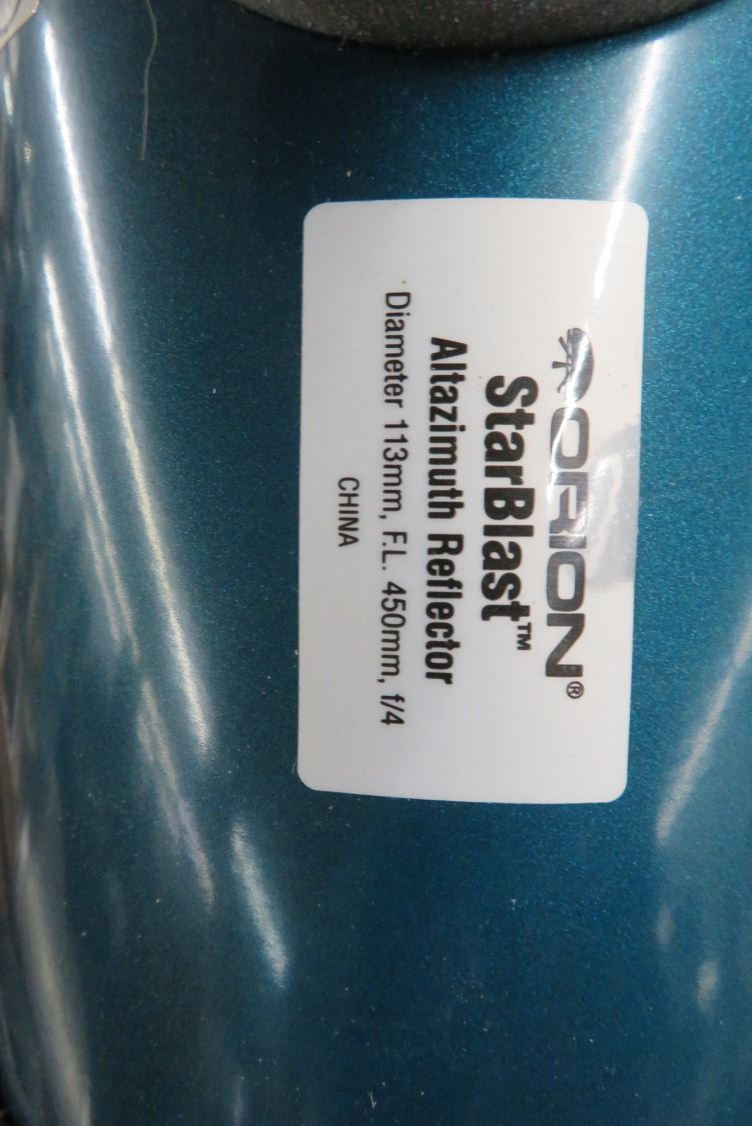 ORION®
StarBlast™
Altazimuth Reflector
Diameter 113mm, F.L. 450mm, f/4
CHINA